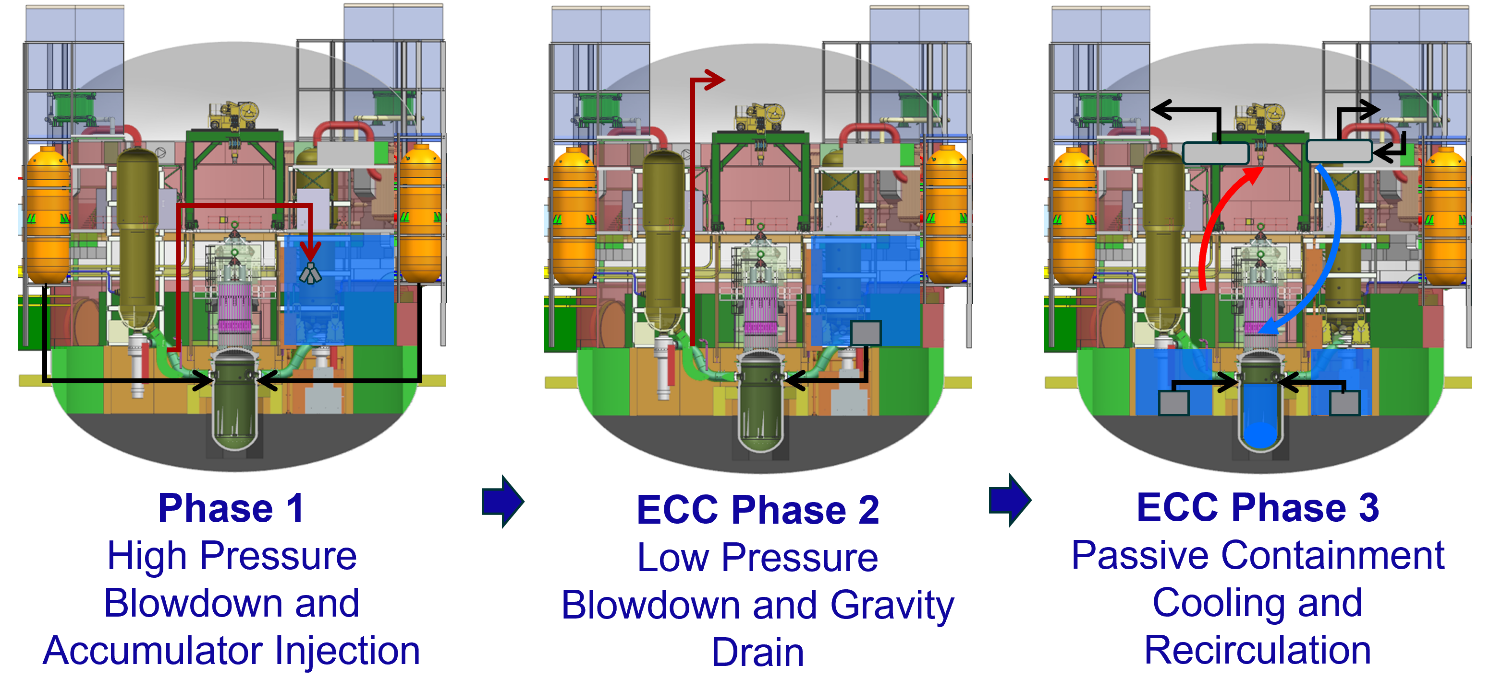 Phase 1
High Pressure
Blowdown and
Accumulator Injection
ECC Phase 2
Low Pressure
Blowdown and Gravity
Drain
ECC Phase 3
Passive Containment
Cooling and
Recirculation